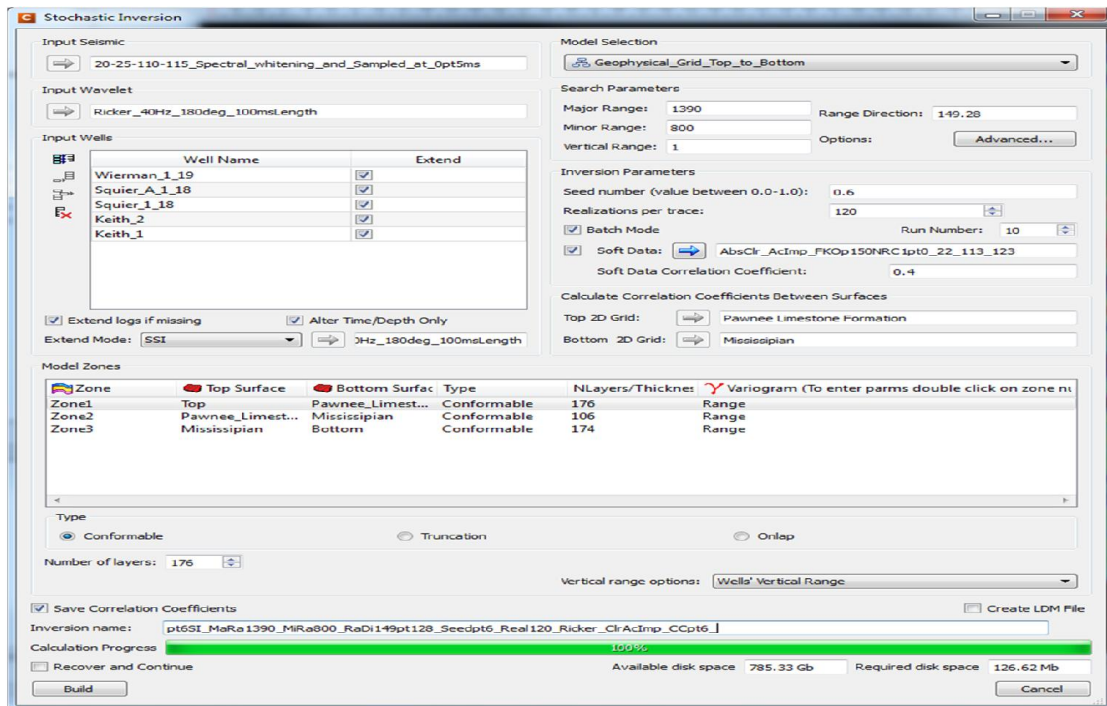 Stochastic Inversion
Input Seismic
20-25-110-115_Spectral_whitening_and_Sampled_at_0pt5ms
Input Wavelet
Ricker_40Hz_180deg_100msLength
Input Wells
Well Name Extend
Wierman_1_19
Squier_A_1_18
Squier_1_18
Keith_2
Keith_1
Extend logs if missing Alter Time/Depth Only
Extend Mode: SSI 0Hz_180deg_100msLength
Model Selection
Geophysical_Grid_Top_to_Bottom
Search Parameters
Major Range: 1390
Minor Range: 800
Vertical Range: 1
Range Direction: 149.28
Options: Advanced...
Inversion Parameters
Seed number (value between 0.0-1.0): 0.6
Realizations per trace: 120
Batch Mode Run Number: 10
Soft Data: AbsClr_AcImp_FKOp150NRC1pt0_22_113_123
Soft Data Correlation Coefficient: 0.4
Calculate Correlation Coefficients Between Surfaces
Top 2D Grid: Pawnee Limestone Formation
Bottom 2D Grid: Mississipian
Model Zones
Zone Top Surface Bottom Surfac Type NLayers/Thicknes Variogram (To enter parms double click on zone nu
Zone1 Top Pawnee_Limest... Conformable 176 Range
Zone2 Pawnee_Limest... Mississipian Conformable 106 Range
Zone3 Mississipian Bottom Conformable 174 Range
Type
Conformable Truncation Onlap
Number of layers: 176
Vertical range options: Wells' Vertical Range
Save Correlation Coefficients Create LDM File
Inversion name: pt6SI_MaRa1390_MiRa800_RaDi149pt128_Seedpt6_Real120_Ricker_ClrAcImp_CCpt6_
Calculation Progress 100%
Recover and Continue Available disk space 785.33 Gb Required disk space 126.62 Mb
Build Cancel